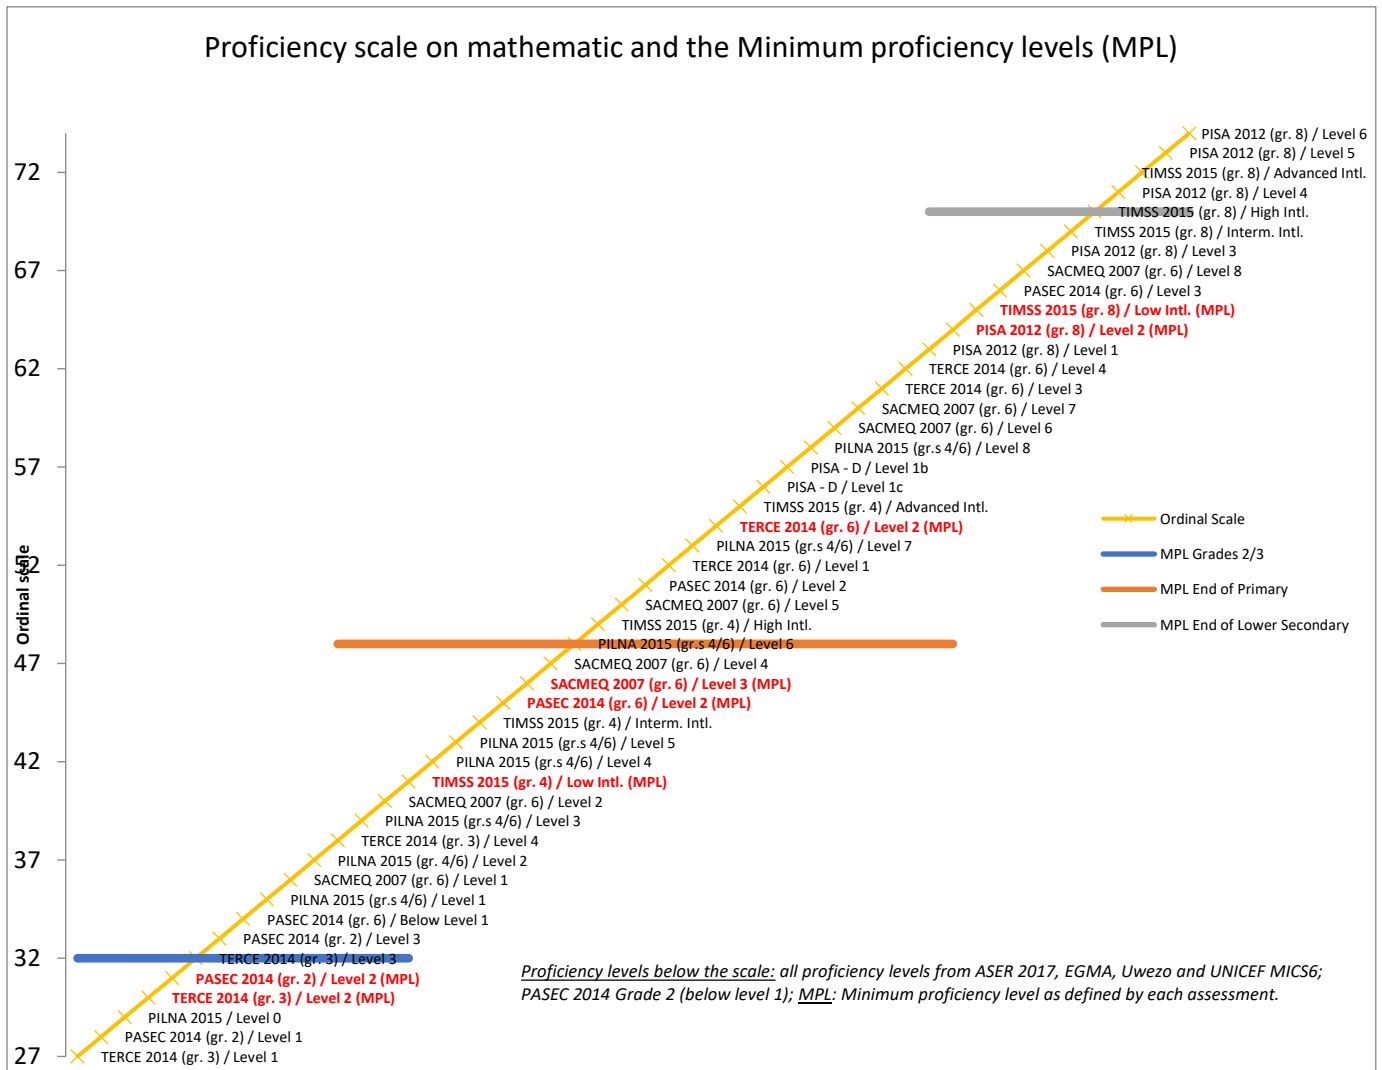 Proficiency scale on mathematic and the Minimum proficiency levels (MPL)
PISA 2012 (gr. 8) / Level 6
PISA 2012 (gr. 8) / Level 5
72
TIMSS 2015 (gr. 8) / Advanced Intl.
PISA 2012 (gr. 8) / Level 4
TIMSS 2015 (gr. 8) / High Intl.
TIMSS 2015 (gr. 8) / Interm. Intl.
PISA 2012 (gr. 8) / Level 3
67
SACMEQ 2007 (gr. 6) / Level 8
PASEC 2014 (gr. 6) / Level 3
TIMSS 2015 (gr. 8) / Low Intl. (MPL)
PISA 2012 (gr. 8) / Level 2 (MPL)
PISA 2012 (gr. 8) / Level 1
62
TERCE 2014 (gr. 6) / Level 4
TERCE 2014 (gr. 6) / Level 3
SACMEQ 2007 (gr. 6) / Level 7
SACMEQ 2007 (gr. 6) / Level 6
PILNA 2015 (gr.s 4/6) / Level 8
57
PISA - D / Level 1b
PISA - D / Level 1c
TIMSS 2015 (gr. 4) / Advanced Intl.
TERCE 2014 (gr. 6) / Level 2 (MPL)
PILNA 2015 (gr.s 4/6) / Level 7
52
TERCE 2014 (gr. 6) / Level 1
PASEC 2014 (gr. 6) / Level 2
SACMEQ 2007 (gr. 6) / Level 5
TIMSS 2015 (gr. 4) / High Intl.
PILNA 2015 (gr.s 4/6) / Level 6
47
SACMEQ 2007 (gr. 6) / Level 4
SACMEQ 2007 (gr. 6) / Level 3 (MPL)
PASEC 2014 (gr. 6) / Level 2 (MPL)
TIMSS 2015 (gr. 4) / Interm. Intl.
PILNA 2015 (gr.s 4/6) / Level 5
42
PILNA 2015 (gr.s 4/6) / Level 4
TIMSS 2015 (gr. 4) / Low Intl. (MPL)
SACMEQ 2007 (gr. 6) / Level 2
PILNA 2015 (gr.s 4/6) / Level 3
TERCE 2014 (gr. 3) / Level 4
37
PILNA 2015 (gr. 4/6) / Level 2
SACMEQ 2007 (gr. 6) / Level 1
PILNA 2015 (gr.s 4/6) / Level 1
PASEC 2014 (gr. 6) / Below Level 1
PASEC 2014 (gr. 2) / Level 3
32
TERCE 2014 (gr. 3) / Level 3
PASEC 2014 (gr. 2) / Level 2 (MPL)
TERCE 2014 (gr. 3) / Level 2 (MPL)
PILNA 2015 / Level 0
PASEC 2014 (gr. 2) / Level 1
27
TERCE 2014 (gr. 3) / Level 1
Ordinal scale
Ordinal Scale
MPL Grades 2/3
MPL End of Primary
MPL End of Lower Secondary
Proficiency levels below the scale: all proficiency levels from ASER 2017, EGMA, Uwezo and UNICEF MICS6;
PASEC 2014 Grade 2 (below level 1); MPL: Minimum proficiency level as defined by each assessment.